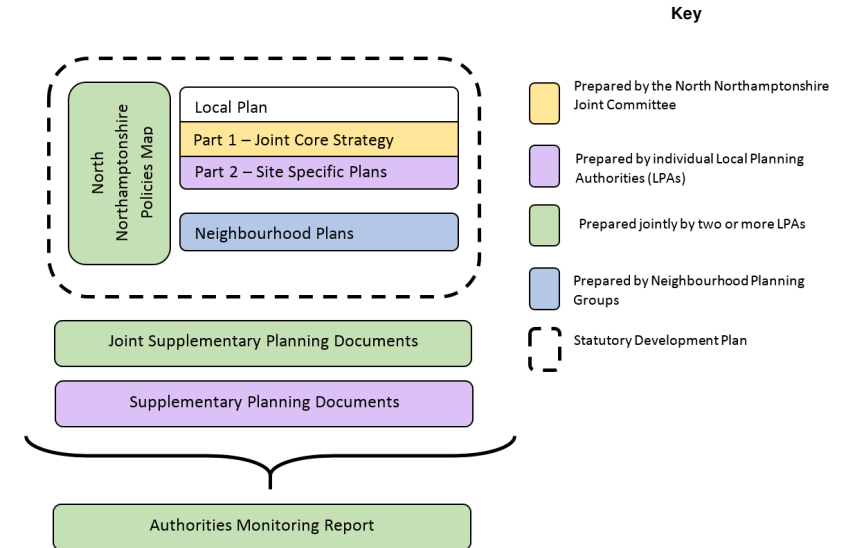 Key
North
Northamptonshire
Policies Map
Local Plan
Part 1 – Joint Core Strategy
Part 2 – Site Specific Plans
Neighbourhood Plans
Joint Supplementary Planning Documents
Supplementary Planning Documents
Authorities Monitoring Report
Prepared by the North Northamptonshire
Joint Committee
Prepared by individual Local Planning
Authorities (LPAs)
Prepared jointly by two or more LPAs
Prepared by Neighbourhood Planning
Groups
Statutory Development Plan